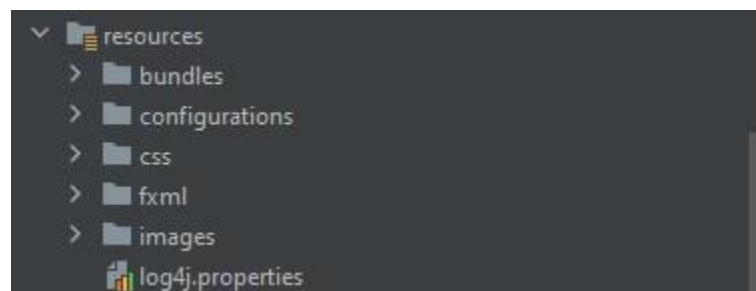 resources
bundles
configurations
css
fxml
images
log4j.properties